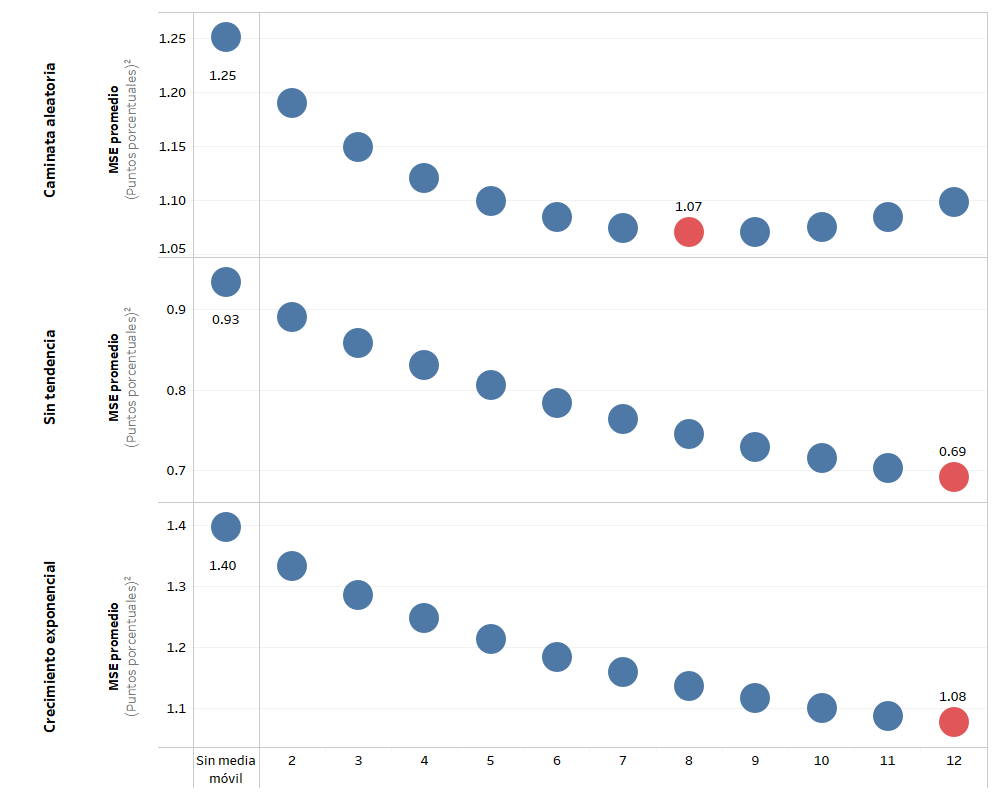 Caminata aleatoria
MSE promedio
(Puntos porcentuales)²
1.25
1.20
1.15
1.10
1.05
1.25
1.07
Sin tendencia
MSE promedio
(Puntos porcentuales)²
0.9
0.8
0.7
0.93
0.69
Crecimiento exponencial
MSE promedio
(Puntos porcentuales)²
1.4
1.3
1.2
1.1
1.40
1.08
Sin media
móvil
2 3 4 5 6 7 8 9 10 11 12